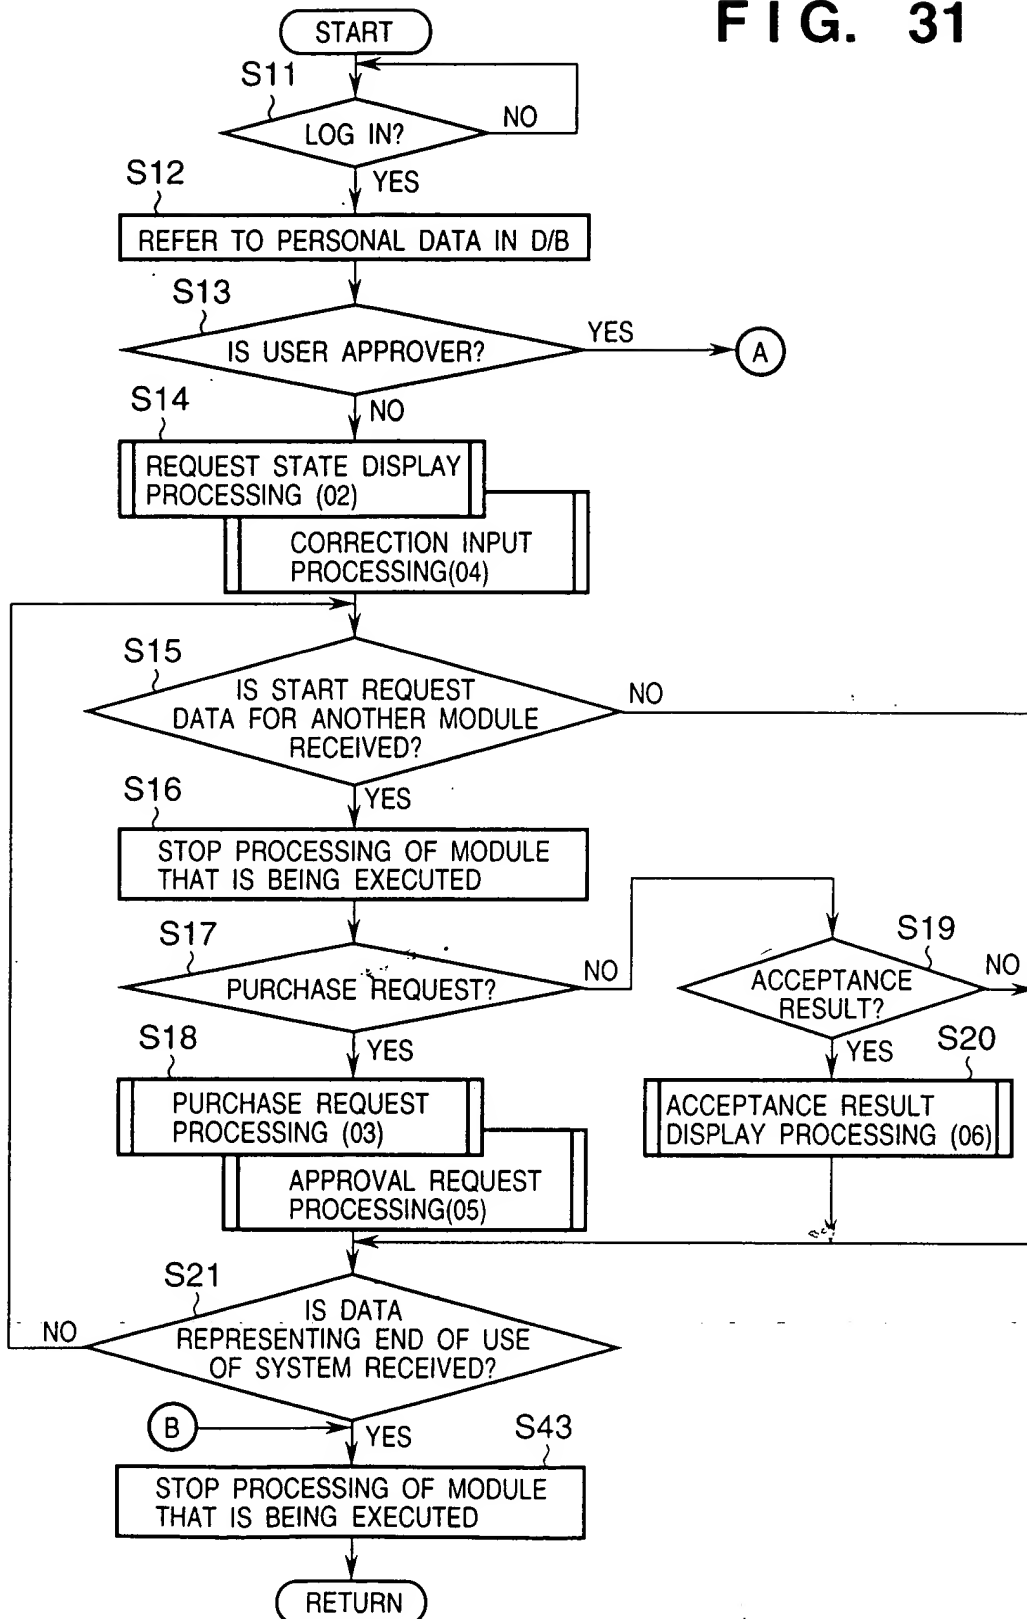 FIG. 31
START
S11
LOG IN?
NO
YES
S12
REFER TO PERSONAL DATA IN D/B
S13
IS USER APPROVER?
YES
A
NO
S14
REQUEST STATE DISPLAY
PROCESSING (02)
CORRECTION INPUT
PROCESSING(04)
S15
IS START REQUEST
DATA FOR ANOTHER MODULE
RECEIVED?
NO
YES
S16
STOP PROCESSING OF MODULE
THAT IS BEING EXECUTED
S17
PURCHASE REQUEST?
NO
S19
ACCEPTANCE
RESULT?
NO
YES
YES
S18
PURCHASE REQUEST
PROCESSING (03)
APPROVAL REQUEST
PROCESSING(05)
S20
ACCEPTANCE RESULT
DISPLAY PROCESSING (06)
S21
IS DATA
REPRESENTING END OF USE
OF SYSTEM RECEIVED?
NO
B
YES
S43
STOP PROCESSING OF MODULE
THAT IS BEING EXECUTED
RETURN